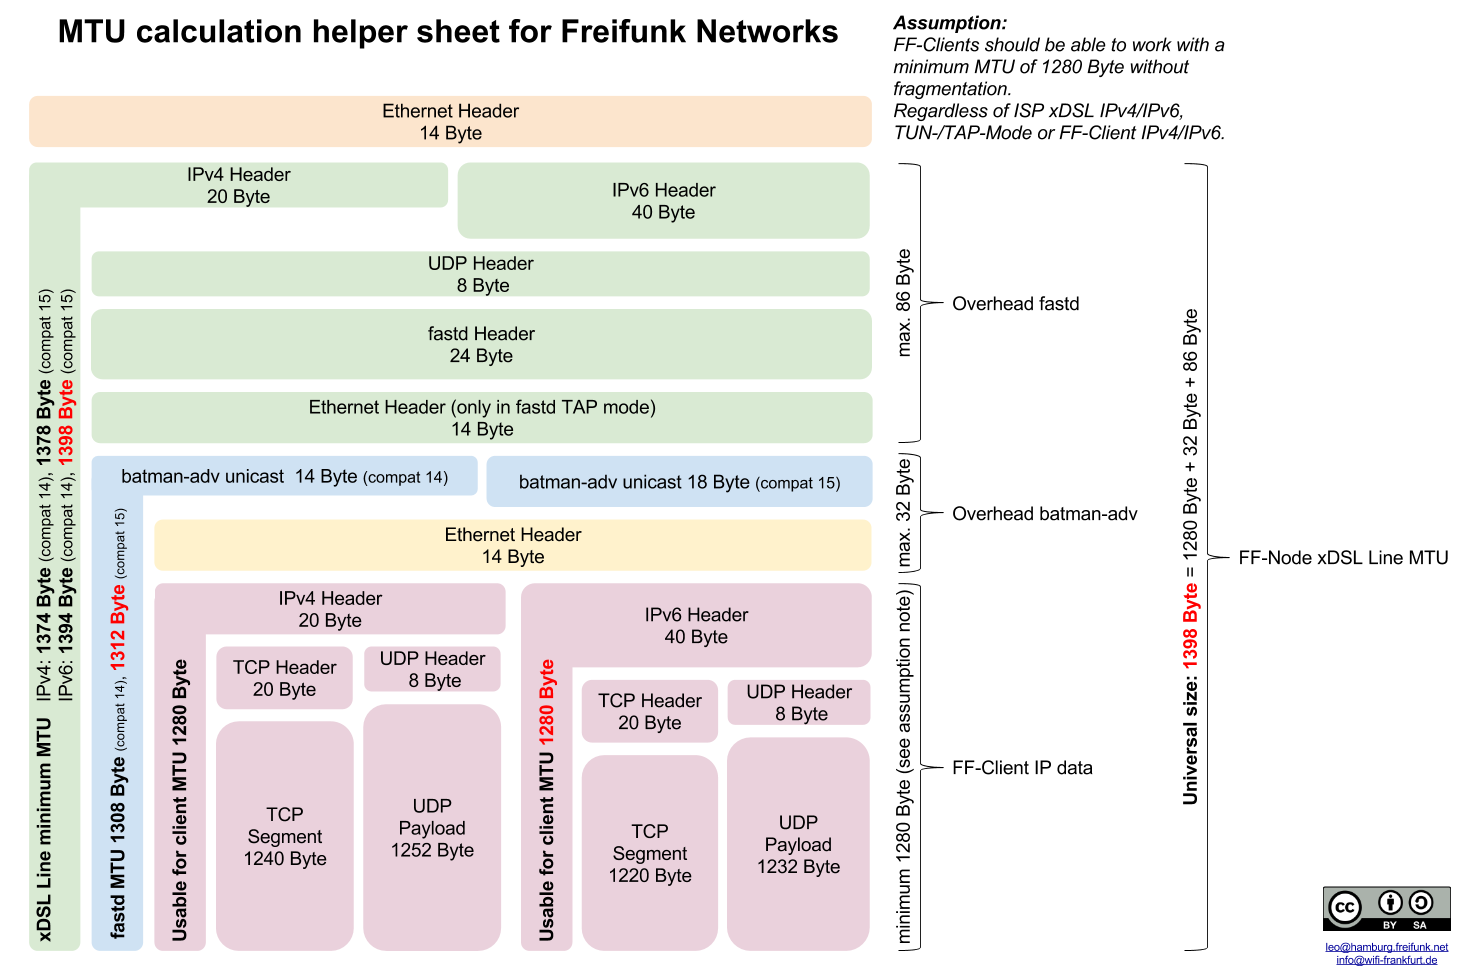 MTU calculation helper sheet for Freifunk Networks
Assumption:
FF-Clients should be able to work with a
minimum MTU of 1280 Byte without
fragmentation.
Regardless of ISP xDSL IPv4/IPv6,
TUN-/TAP-Mode or FF-Client IPv4/IPv6.
Ethernet Header
14 Byte
IPv4 Header
20 Byte
IPv6 Header
40 Byte
UDP Header
8 Byte
fastd Header
24 Byte
Ethernet Header (only in fastd TAP mode)
14 Byte
xDSL Line minimum MTU IPv4: 1374 Byte (compat 14), 1378 Byte (compat 15)
IPv6: 1394 Byte (compat 14), 1398 Byte (compat 15)
batman-adv unicast 14 Byte (compat 14)
batman-adv unicast 18 Byte (compat 15)
fastd MTU 1308 Byte (compat 14), 1312 Byte (compat 15)
Ethernet Header
14 Byte
IPv4 Header
20 Byte
Usable for client MTU 1280 Byte
TCP Header
20 Byte
UDP Header
8 Byte
TCP
Segment
1240 Byte
UDP
Payload
1252 Byte
IPv6 Header
40 Byte
Usable for client MTU 1280 Byte
TCP Header
20 Byte
UDP Header
8 Byte
TCP
Segment
1220 Byte
UDP
Payload
1232 Byte
max. 86 Byte
Overhead fastd
max. 32 Byte
Overhead batman-adv
minimum 1280 Byte (see assumption note)
FF-Client IP data
Universal size: 1398 Byte = 1280 Byte + 32 Byte + 86 Byte
FF-Node xDSL Line MTU
cc
BY SA
leo@hamburg.freifunk.net
info@wifi-frankfurt.de